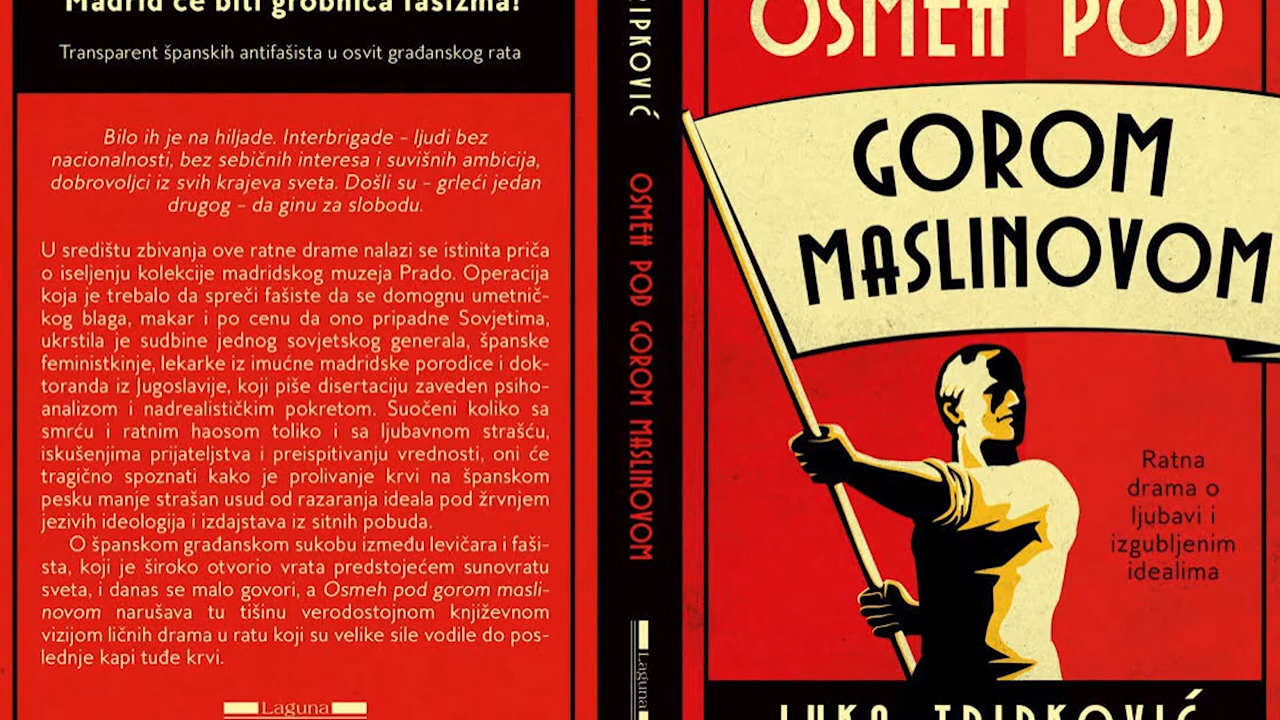 Madrid će biti grobnica fašizma!
Transparent španskih antifašista u osvit građanskog rata
Bilo ih je na hiljade. Interbrigade – ljudi bez
nacionalnosti, bez sebičnih interesa i suvišnih ambicija,
dobrovoljci iz svih krajeva sveta. Došli su – grleći jedan
drugog – da ginu za slobodu.
U središtu zbivanja ove ratne drame nalazi se istinita priča
o iseljenju kolekcije madridskog muzeja Prado. Operacija
koja je trebalo da spreči fašiste da se domognu umetnič-
kog blaga, makar i po cenu da ono pripadne Sovjetima,
ukrstila je sudbine jednog sovjetskog generala, španske
feministkinje, lekarke iz imućne madridske porodice i dok-
toranda iz Jugoslavije, koji piše disertaciju zaveden psiho-
analizom i nadrealističkim pokretom. Suočeni koliko sa
smrću i ratnim haosom toliko i sa ljubavnom strašću,
iskušenjima prijateljstva i preispitivanju vrednosti, oni će
tragično spoznati kako je prolivanje krvi na španskom
pesku manje strašan usud od razaranja ideala pod žrvnjem
jezivih ideologija i izdajstava iz sitnih pobuda.
O španskom građanskom sukobu između levičara i faši-
sta, koji je široko otvorio vrata predstojećem sunovratu
sveta, i danas se malo govori, a Osmeh pod gorom masli-
novom narušava tu tišinu verodostojnom književnom
vizijom ličnih drama u ratu koji su velike sile vodile do pos-
lednje kapi tuđe krvi.
Laguna
RIPKOVIĆ
OSMEH POD GOROM MASLINOVOM
Laguna
OSMEH POD
GOROM
MASLINOVOM
Ratna
drama o
ljubavi i
izgubljenim
idealima
LUKA TRIPKOVIĆ